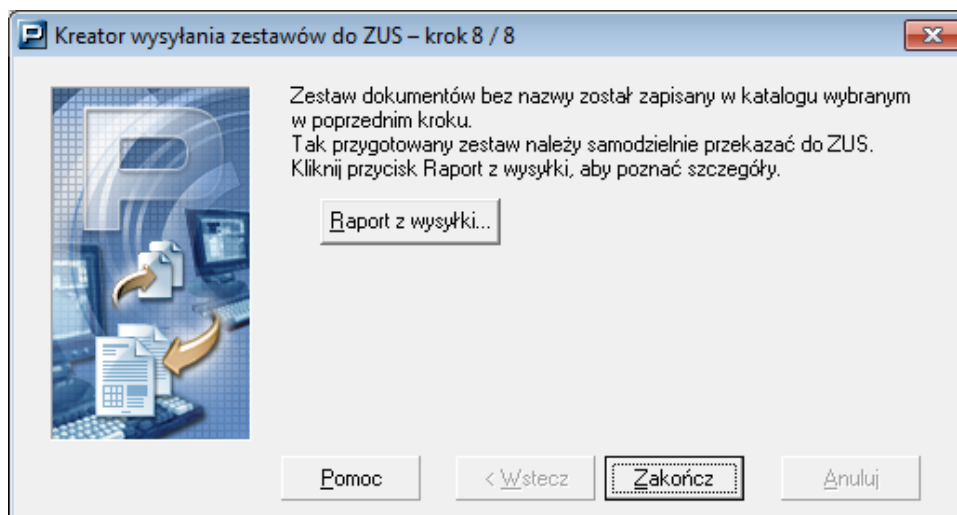 Kreator wysyłania zestawów do ZUS – krok 8 / 8
Zestaw dokumentów bez nazwy został zapisany w katalogu wybranym
w poprzednim kroku.
Tak przygotowany zestaw należy samodzielnie przekazać do ZUS.
Kliknij przycisk Raport z wysyłki, aby poznać szczegóły.
Raport z wysyłki...
Pomoc
< Wstecz
Zakończ
Anuluj